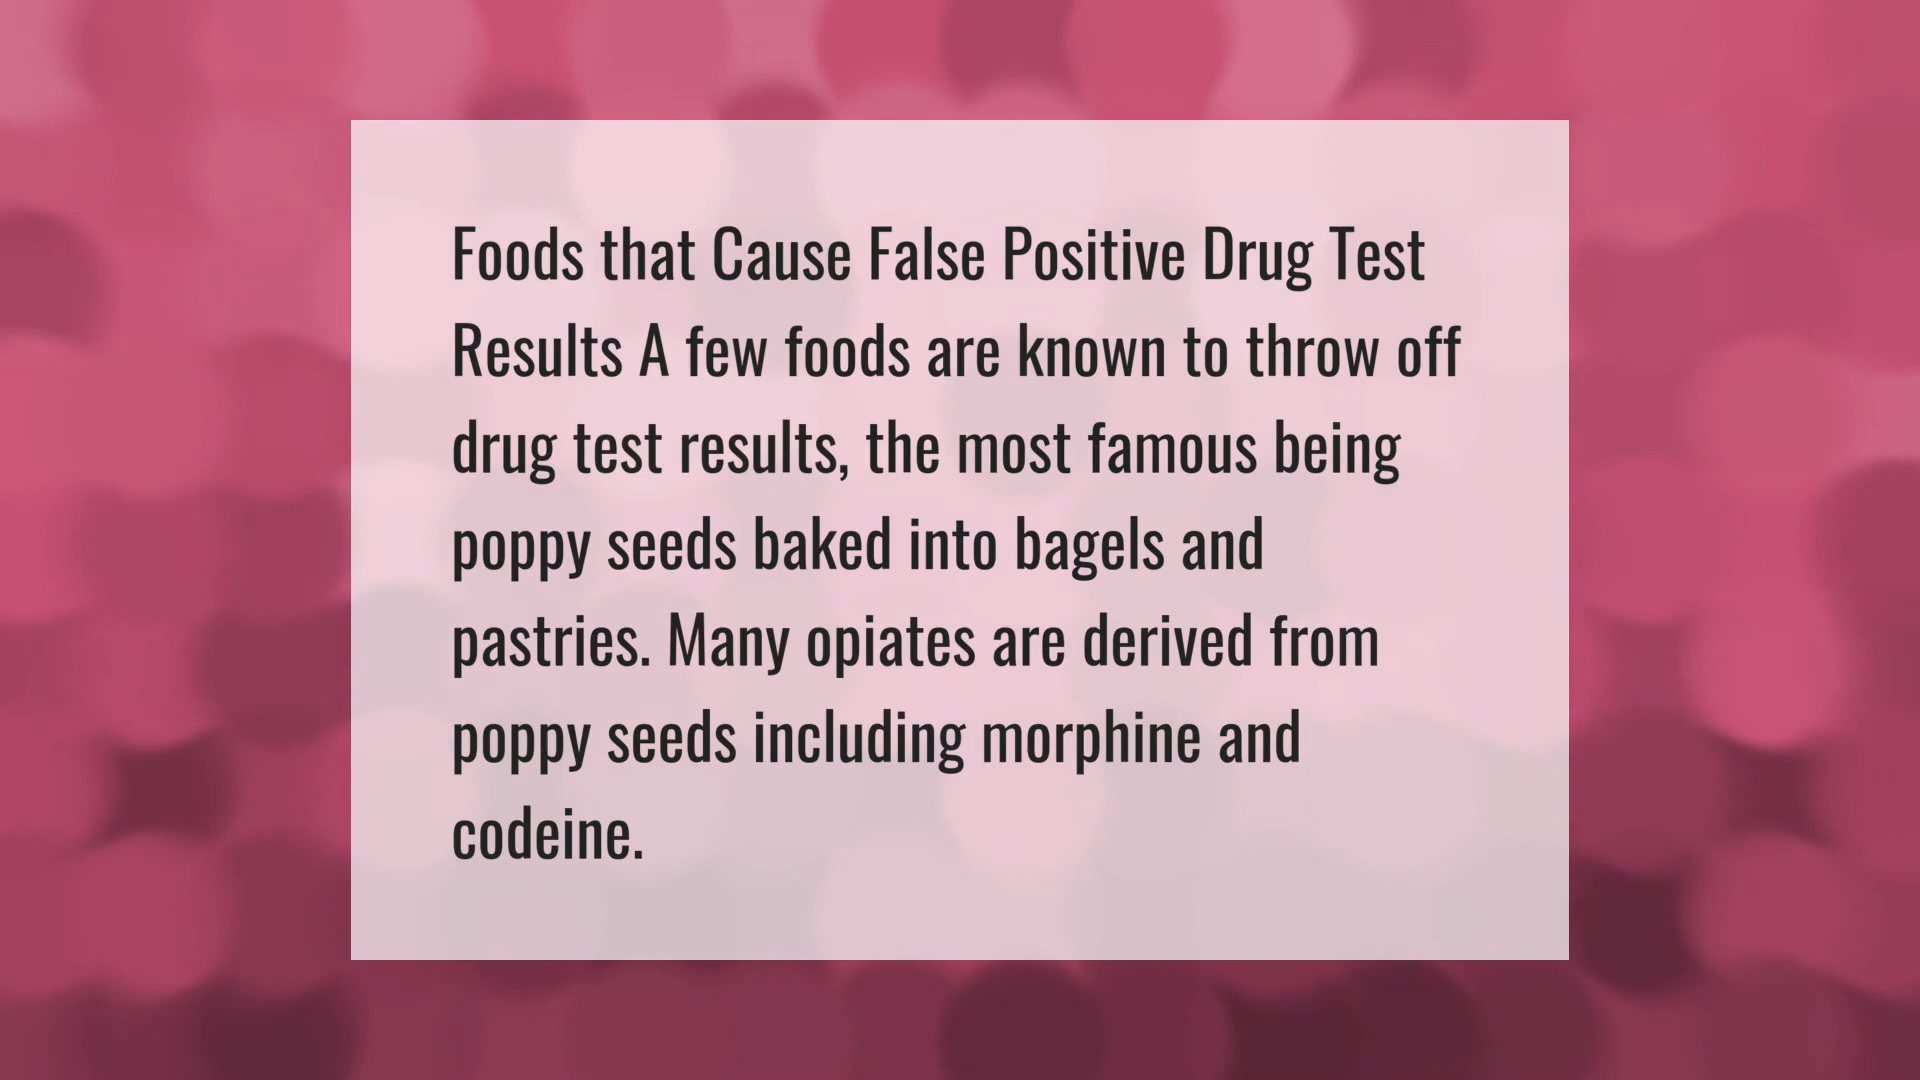 Foods that Cause False Positive Drug Test
Results A few foods are known to throw off
drug test results, the most famous being
poppy seeds baked into bagels and
pastries. Many opiates are derived from
poppy seeds including morphine and
codeine.